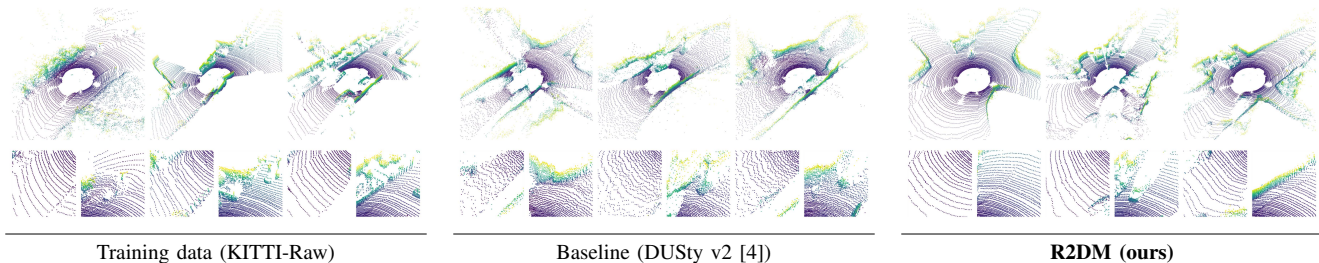 Training data (KITTI-Raw)
Baseline (DUSty v2 [4])
R2DM (ours)